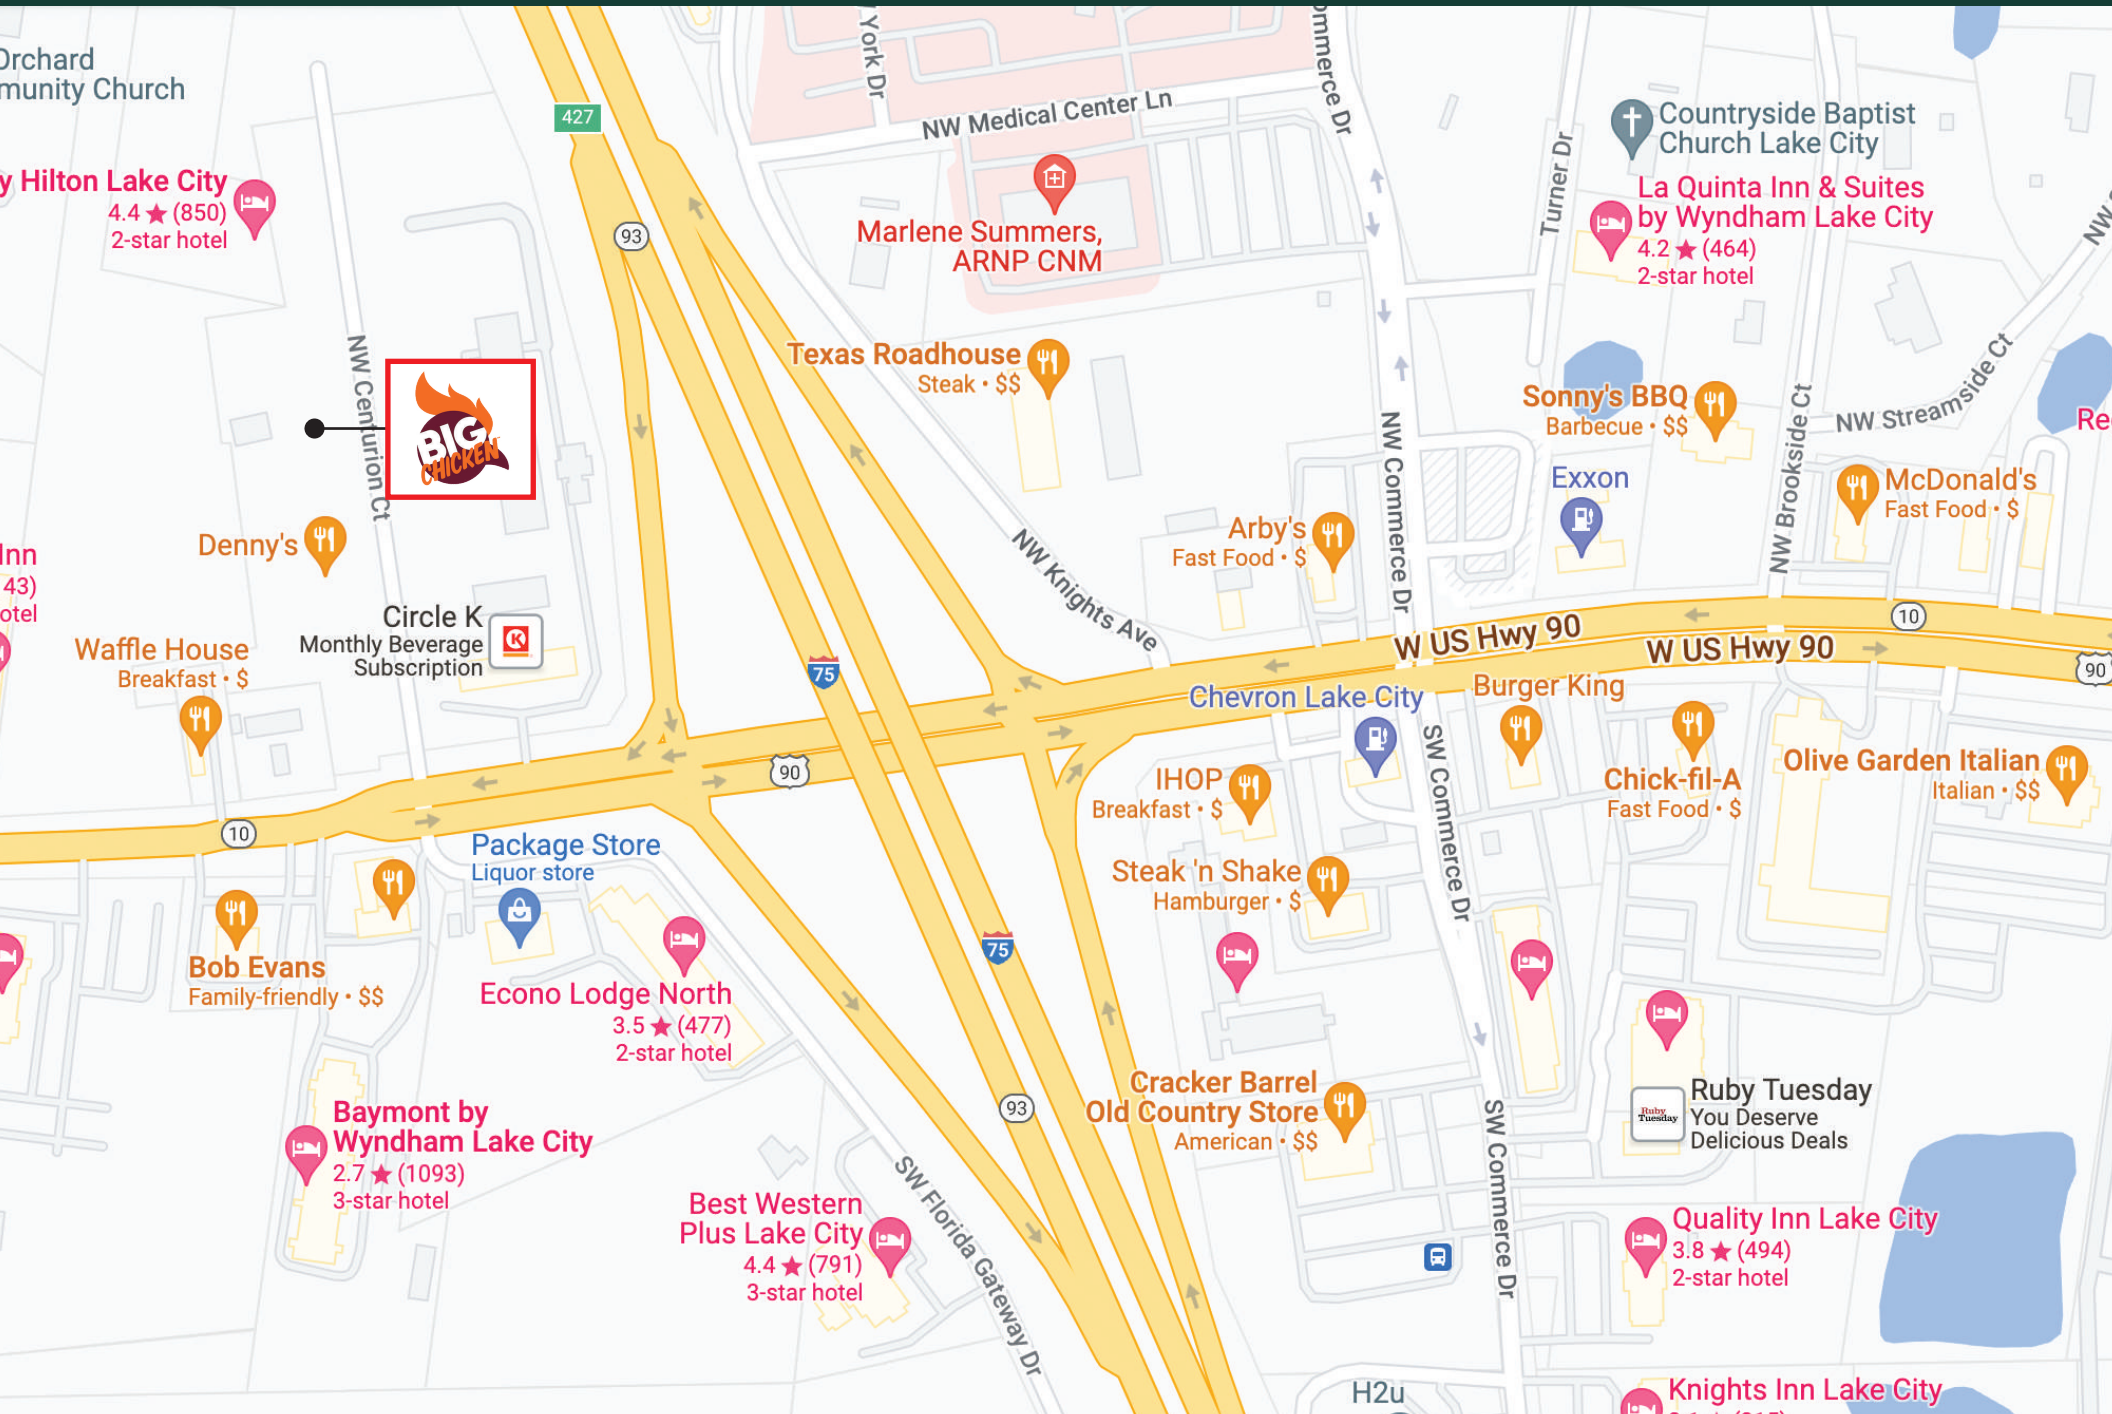 Orchard
munity Church
427
York Dr
ommerce Dr
NW Medical Center Ln
Countryside Baptist
Church Lake City
y Hilton Lake City
4.4 ★ (850)
2-star hotel
93
Marlene Summers,
ARNP CNM
Turner Dr
La Quinta Inn & Suites
by Wyndham Lake City
4.2 ★ (464)
2-star hotel
NW
NW Centurion Ct
BIG
CHICKEN
Texas Roadhouse
Steak • $$
Sonny's BBQ
Barbecue • $$
NW Streamside Ct
Re
NW Commerce Dr
NW Brookside Ct
Exxon
McDonald's
Fast Food • $
Denny's
Arby's
Fast Food • $
NW Knights Ave
Inn
43)
otel
Circle K
Monthly Beverage
Subscription
K
Waffle House
Breakfast • $
75
W US Hwy 90
W US Hwy 90
10
90
Chevron Lake City
Burger King
90
SW Commerce Dr
IHOP
Breakfast • $
Chick-fil-A
Fast Food • $
Olive Garden Italian
Italian • $$
10
Package Store
Liquor store
Steak 'n Shake
Hamburger • $
Bob Evans
Family-friendly • $$
75
Econo Lodge North
3.5 ★ (477)
2-star hotel
93
Cracker Barrel
Old Country Store
American • $$
Ruby
Tuesday
Ruby Tuesday
You Deserve
Delicious Deals
Baymont by
Wyndham Lake City
2.7 ★ (1093)
3-star hotel
SW Florida Gateway Dr
SW Commerce Dr
Best Western
Plus Lake City
4.4 ★ (791)
3-star hotel
Quality Inn Lake City
3.8 ★ (494)
2-star hotel
H2u
Knights Inn Lake City